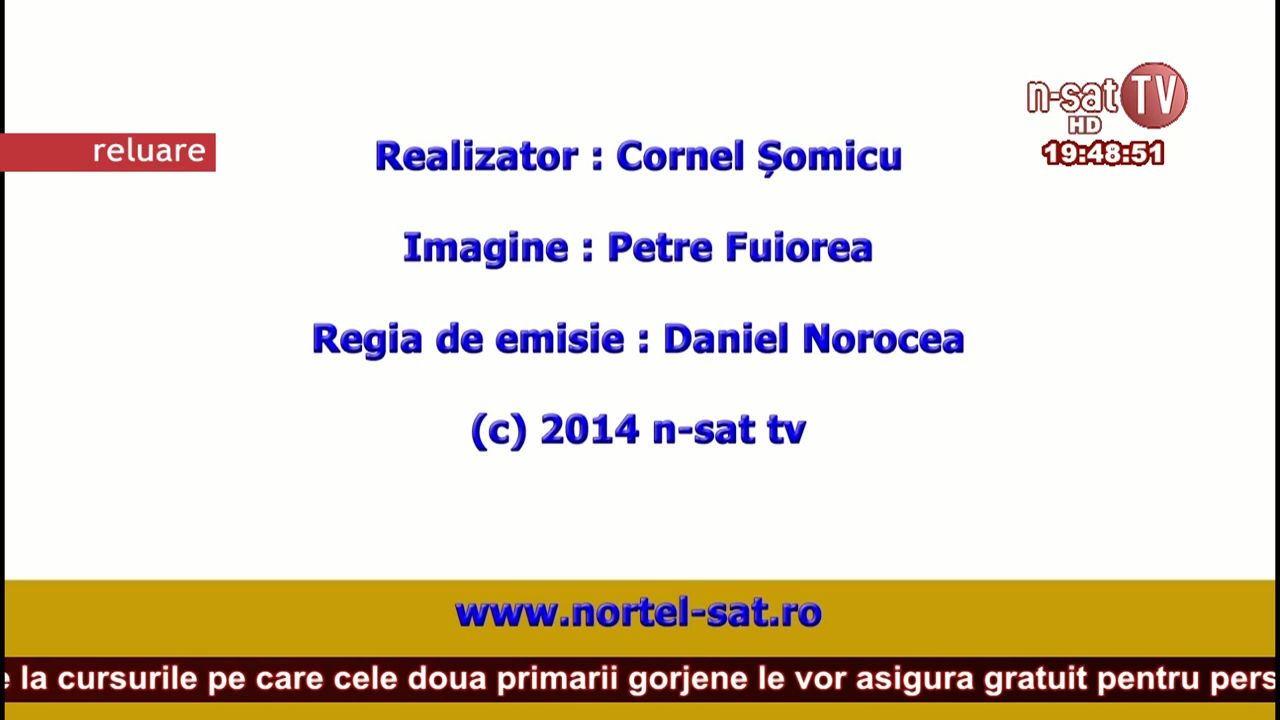 n-sat TV
HD
19:48:51
reluare
Realizator : Cornel Șomicu
Imagine : Petre Fuiorea
Regia de emisie : Daniel Norocea
(c) 2014 n-sat tv
www.nortel-sat.ro
la cursurile pe care cele doua primarii gorjene le vor asigura gratuit pentru